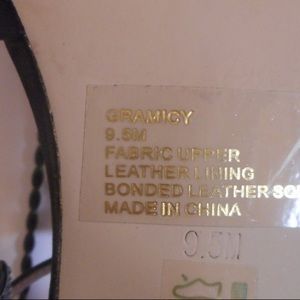 GRAMICY
9.5M
FABRIC UPPER
LEATHER LINING
BONDED LEATHER SO
MADE IN CHINA
9.5M